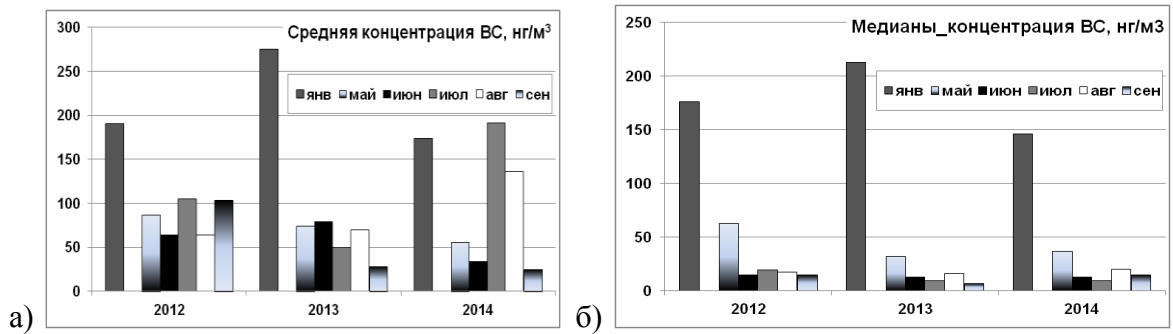 Средняя концентрация BC, нг/м³
300
250
200
150
100
50
0
янв май июн июл авг сен
2012 2013 2014
а)
Медианы_концентрация BC, нг/м3
250
200
150
100
50
0
янв май июн июл авг сен
2012 2013 2014
б)